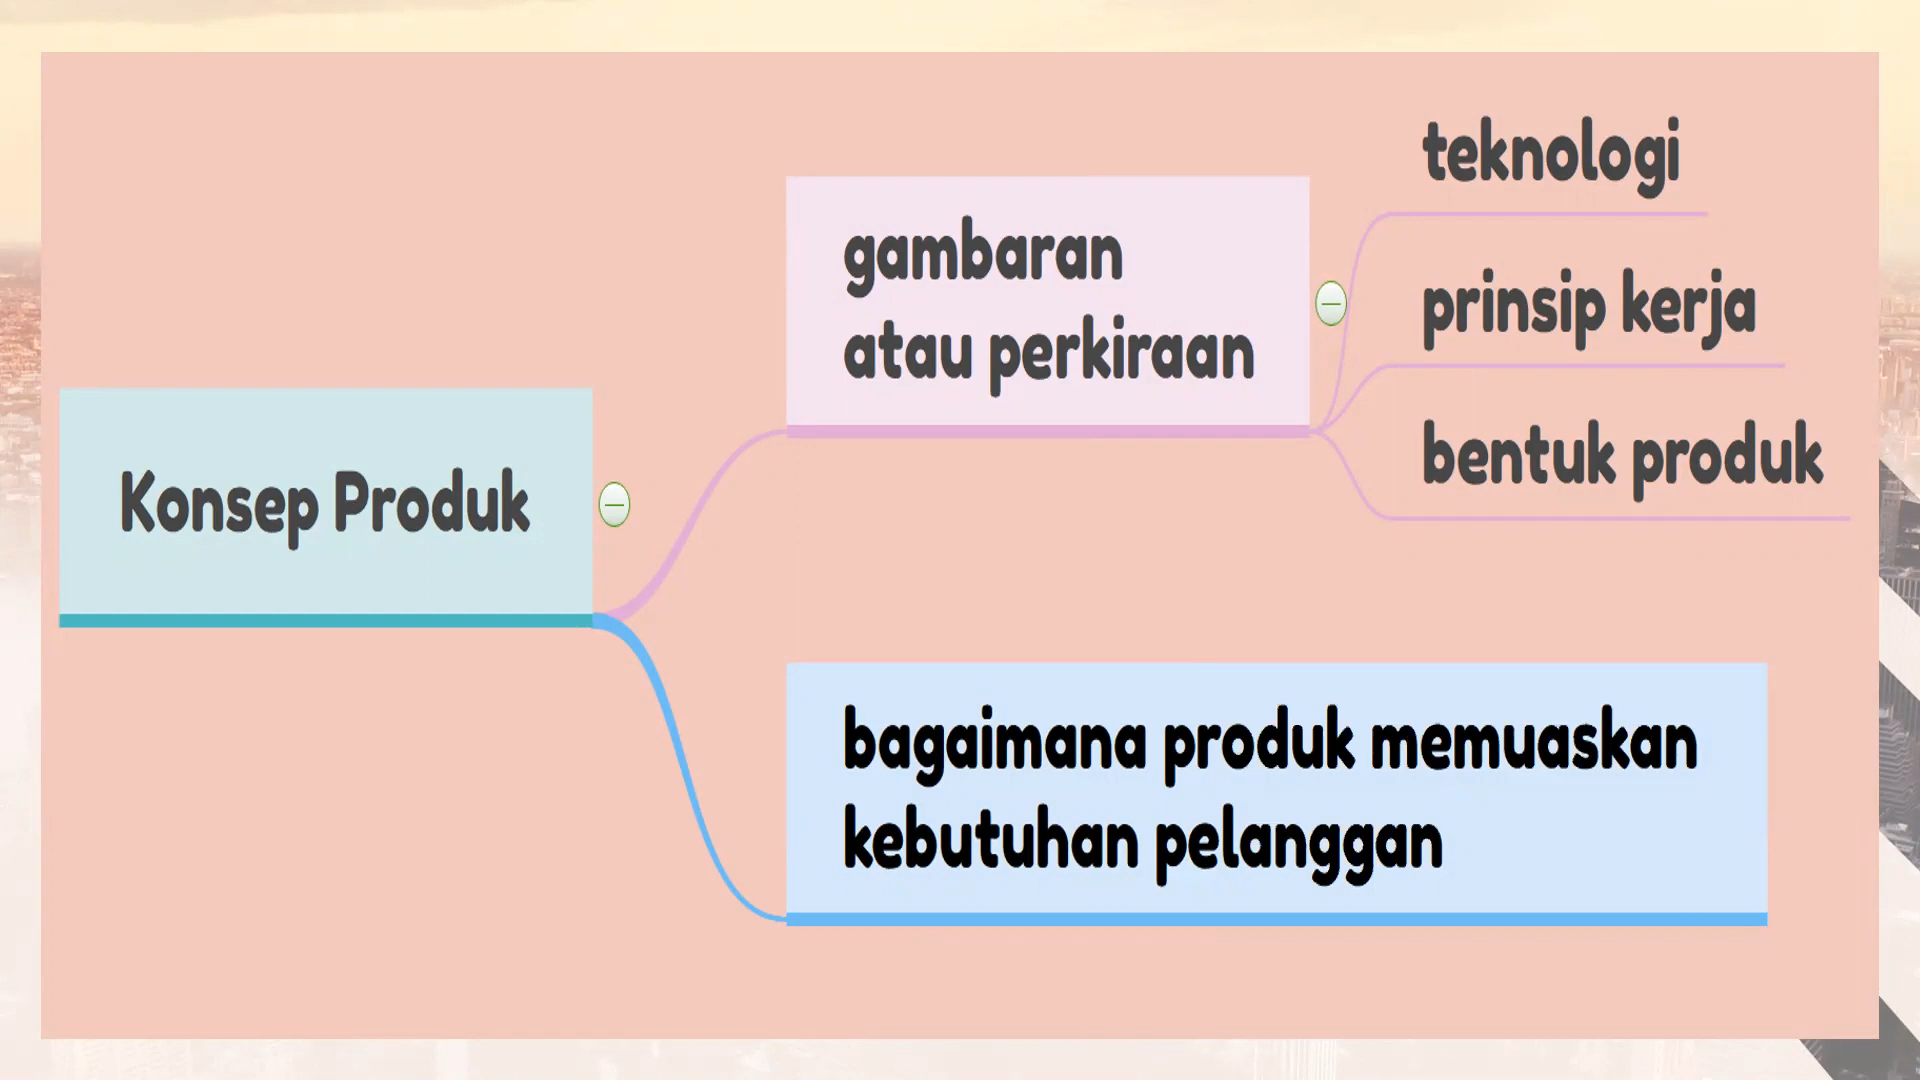 Konsep Produk
gambaran
atau perkiraan
teknologi
prinsip kerja
bentuk produk
bagaimana produk memuaskan
kebutuhan pelanggan